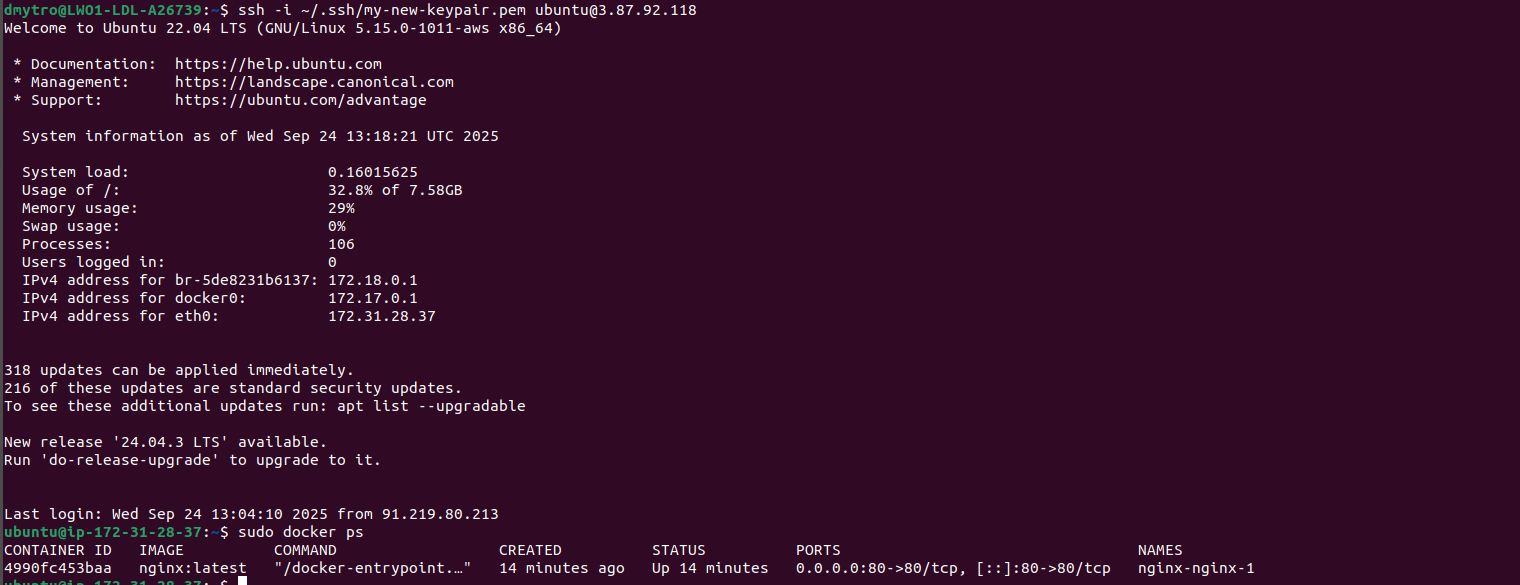 dmytro@LWO1-LDL-A26739:~$ ssh -i ~/.ssh/my-new-keypair.pem ubuntu@3.87.92.118
Welcome to Ubuntu 22.04 LTS (GNU/Linux 5.15.0-1011-aws x86_64)
* Documentation: https://help.ubuntu.com
* Management: https://landscape.canonical.com
* Support: https://ubuntu.com/advantage
System information as of Wed Sep 24 13:18:21 UTC 2025
System load: 0.16015625
Usage of /: 32.8% of 7.58GB
Memory usage: 29%
Swap usage: 0%
Processes: 106
Users logged in: 0
IPv4 address for br-5de8231b6137: 172.18.0.1
IPv4 address for docker0: 172.17.0.1
IPv4 address for eth0: 172.31.28.37
318 updates can be applied immediately.
216 of these updates are standard security updates.
To see these additional updates run: apt list --upgradable
New release '24.04.3 LTS' available.
Run 'do-release-upgrade' to upgrade to it.
Last login: Wed Sep 24 13:04:10 2025 from 91.219.80.213
ubuntu@ip-172-31-28-37:~$ sudo docker ps
CONTAINER ID IMAGE COMMAND CREATED STATUS PORTS NAMES
4990fc453baa nginx:latest "/docker-entrypoint.…" 14 minutes ago Up 14 minutes 0.0.0.0:80->80/tcp, [::]:80->80/tcp nginx-nginx-1
ubuntu@ip-172-31-28-37:~$